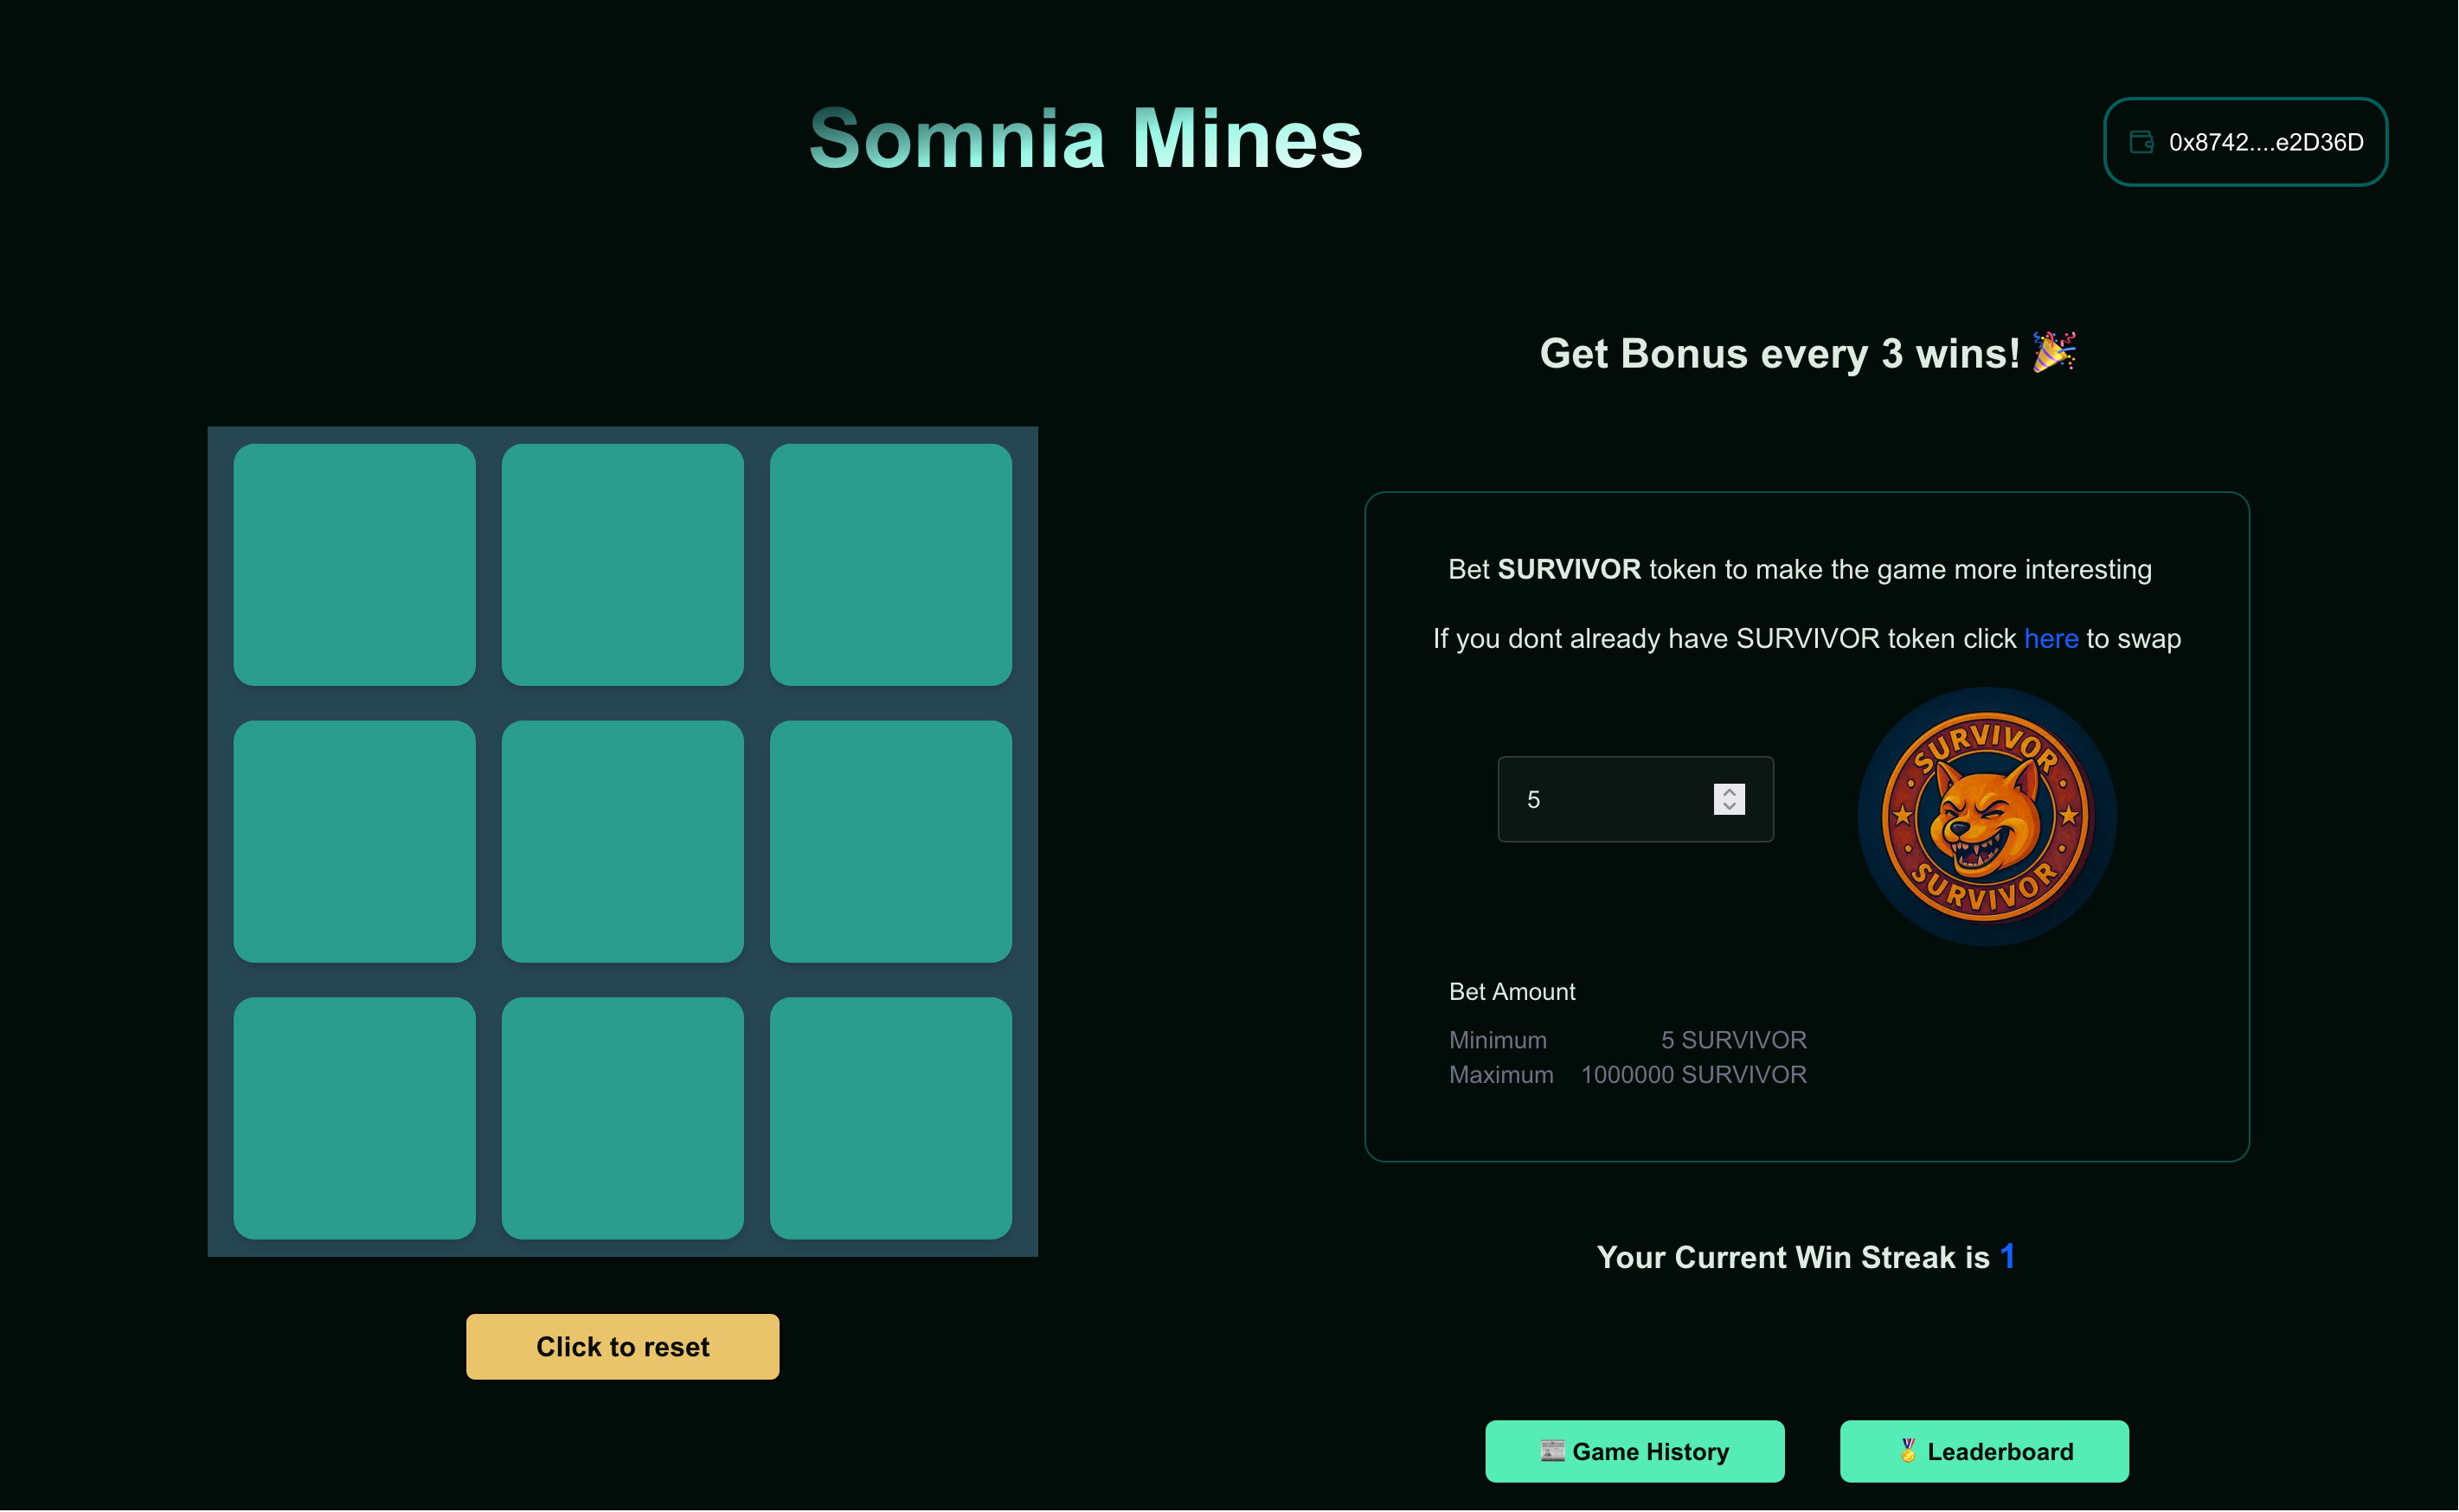 Somnia Mines
0x8742....e2D36D
Get Bonus every 3 wins! 🎉
Bet SURVIVOR token to make the game more interesting
If you dont already have SURVIVOR token click here to swap
5
SURVIVOR
SURVIVOR
Bet Amount
Minimum 5 SURVIVOR
Maximum 1000000 SURVIVOR
Your Current Win Streak is 1
Click to reset
📰 Game History
🏅 Leaderboard